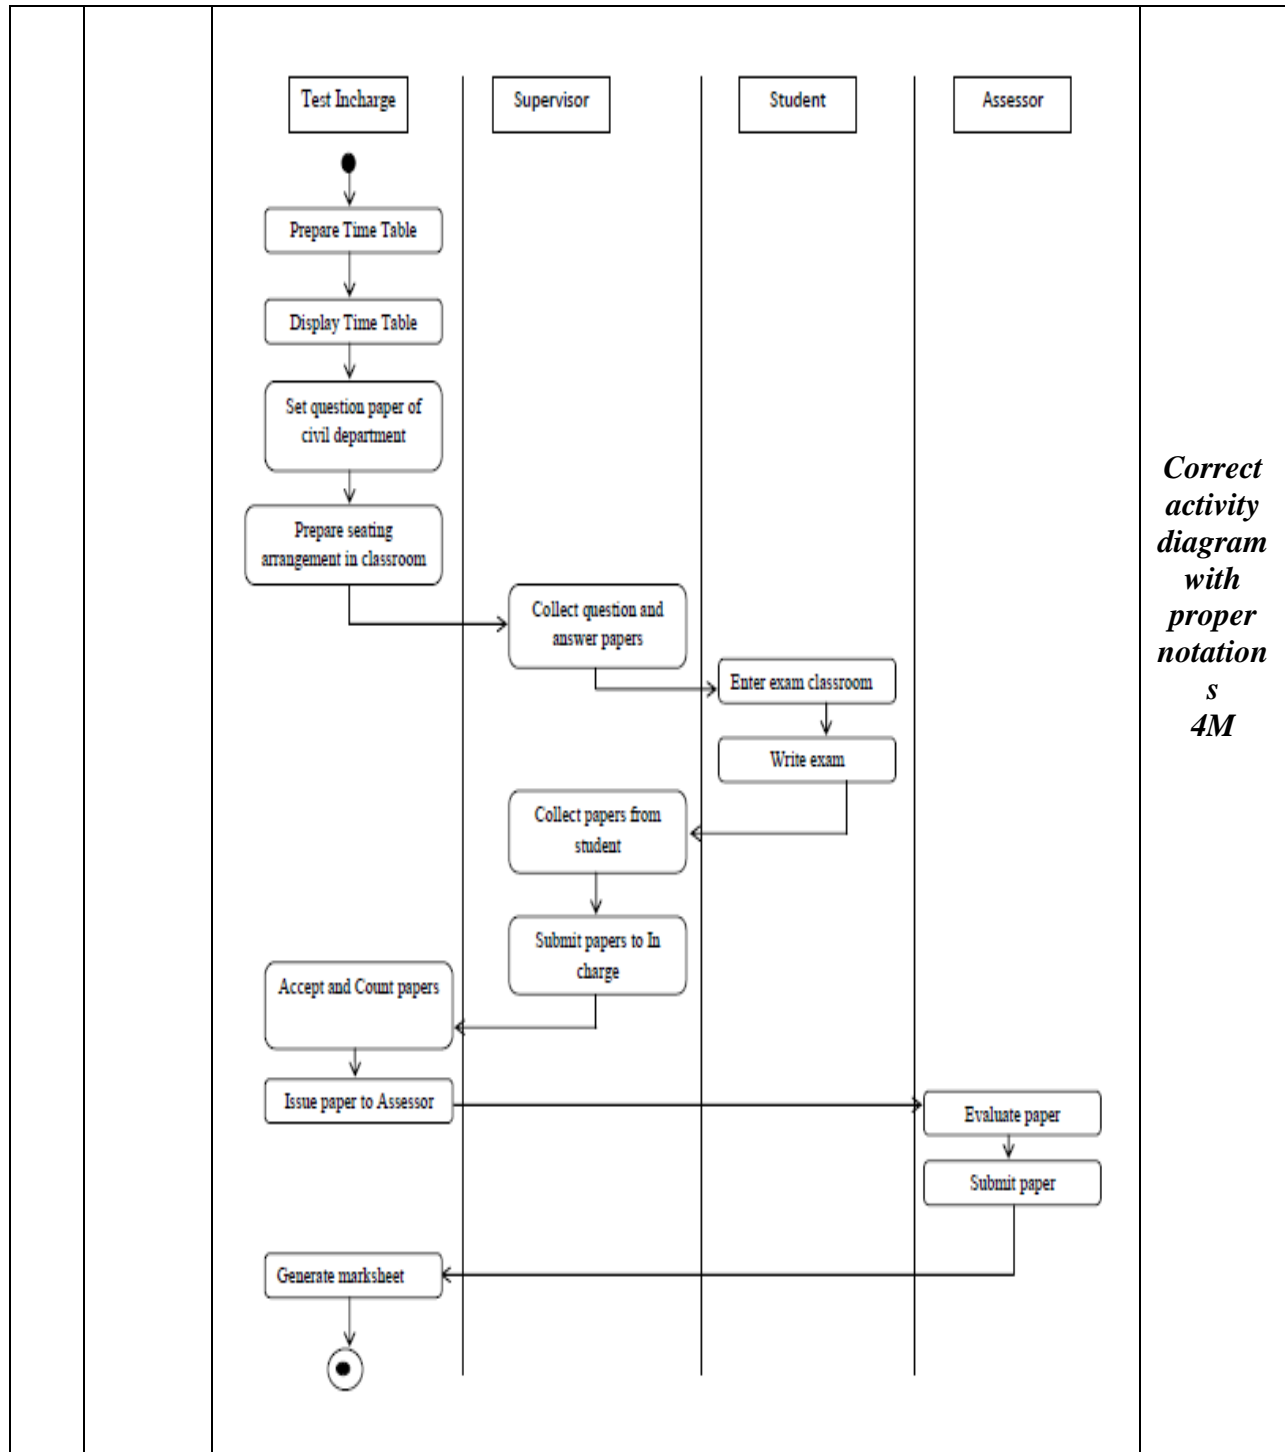 Test Incharge
Supervisor
Student
Assessor
Prepare Time Table
Display Time Table
Set question paper of
civil department
Prepare seating
arrangement in classroom
Collect question and
answer papers
Enter exam classroom
Write exam
Collect papers from
student
Submit papers to In
charge
Accept and Count papers
Issue paper to Assessor
Evaluate paper
Submit paper
Generate marksheet
Correct
activity
diagram
with
proper
notation
s
4M